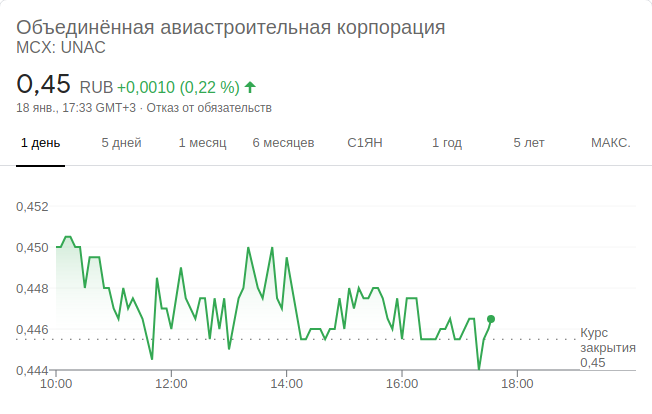 Объединённая авиастроительная корпорация
MCX: UNAC
0,45 RUB +0,0010 (0,22 %)
18 янв., 17:33 GMT+3 · Отказ от обязательств
1 день 5 дней 1 месяц 6 месяцев С1ЯН 1 год 5 лет МАКС.
0,452
0,450
0,448
0,446
Курс
закрытия
0,45
0,444
10:00 12:00 14:00 16:00 18:00